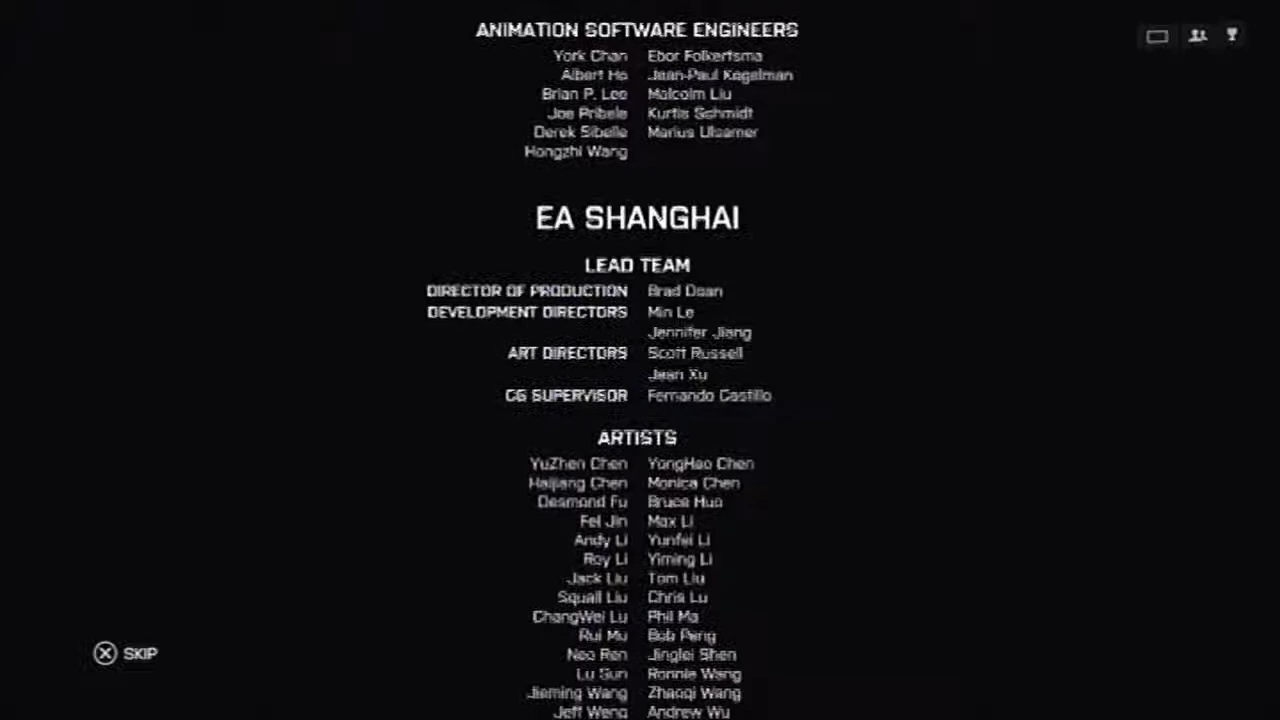 ANIMATION SOFTWARE ENGINEERS
York Chan Ebor Folkertsma
Albert Ho Jean-Paul Kogelman
Brian P. Lee Malcolm Liu
Joe Pribele Kurtis Schmidt
Derek Sibelle Marius Ulsamer
Hongzhi Wang
EA SHANGHAI
LEAD TEAM
DIRECTOR OF PRODUCTION Brad Doan
DEVELOPMENT DIRECTORS Min Le
Jennifer Jiang
ART DIRECTORS Scott Russell
Jean Xu
CG SUPERVISOR Fernando Castillo
ARTISTS
YuZhen Chen YongHao Chen
Haijiang Chen Monica Chen
Desmond Fu Bruce Huo
Fei Jin Max Li
Andy Li Yunfei Li
Roy Li Yiming Li
Jack Liu Tom Liu
Squall Liu Chris Lu
ChangWei Lu Phil Ma
Rui Mu Bob Peng
Neo Ren Jinglei Shen
Lu Sun Ronnie Wang
Jieming Wang Zhaoqi Wang
Jeff Weng Andrew Wu
SKIP